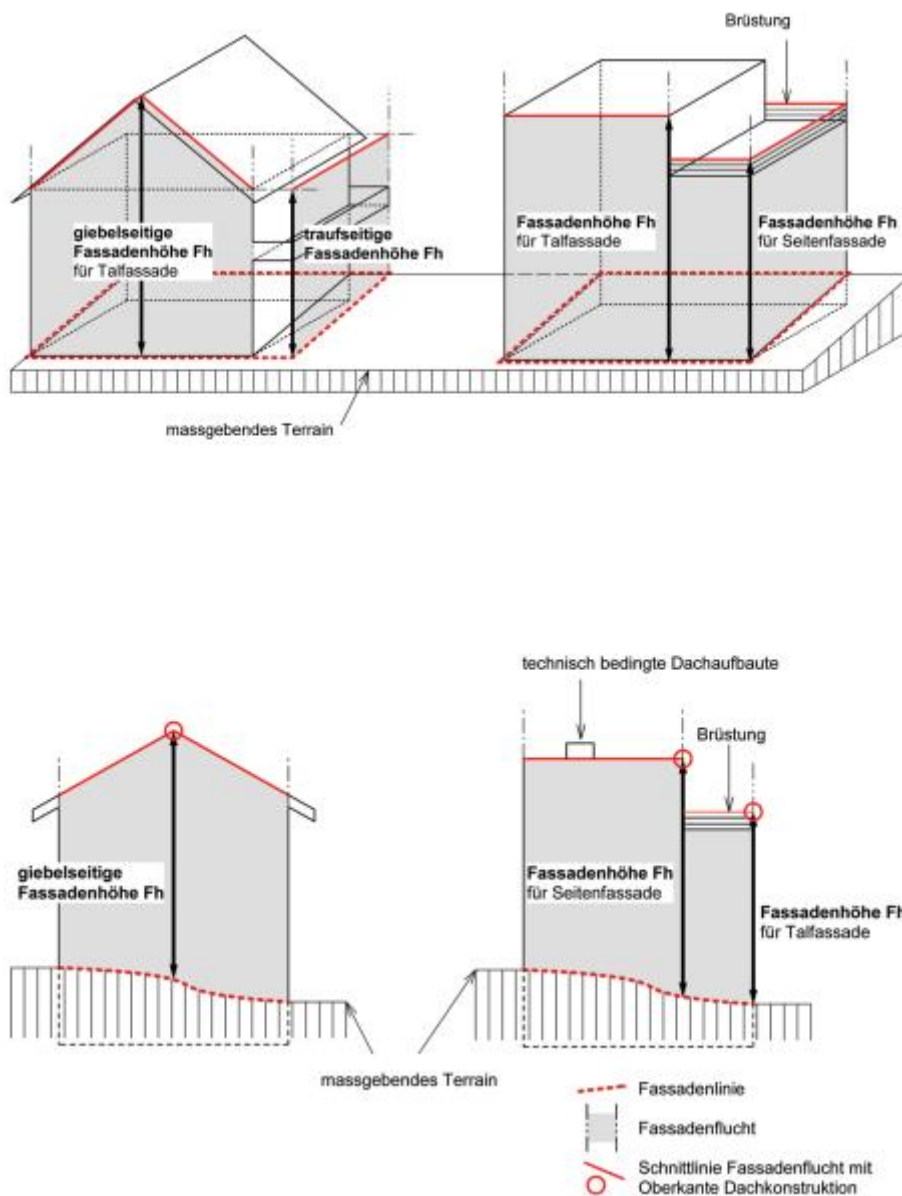 Brüstung
giebelseitige
Fassadenhöhe Fh
für Talfassade
traufseitige
Fassadenhöhe Fh
Fassadenhöhe Fh
für Talfassade
Fassadenhöhe Fh
für Seitenfassade
massgebendes Terrain
technisch bedingte Dachaufbaute
Brüstung
giebelseitige
Fassadenhöhe Fh
Fassadenhöhe Fh
für Seitenfassade
Fassadenhöhe Fh
für Talfassade
massgebendes Terrain
Fassadenlinie
Fassadenflucht
Schnittlinie Fassadenflucht mit
Oberkante Dachkonstruktion